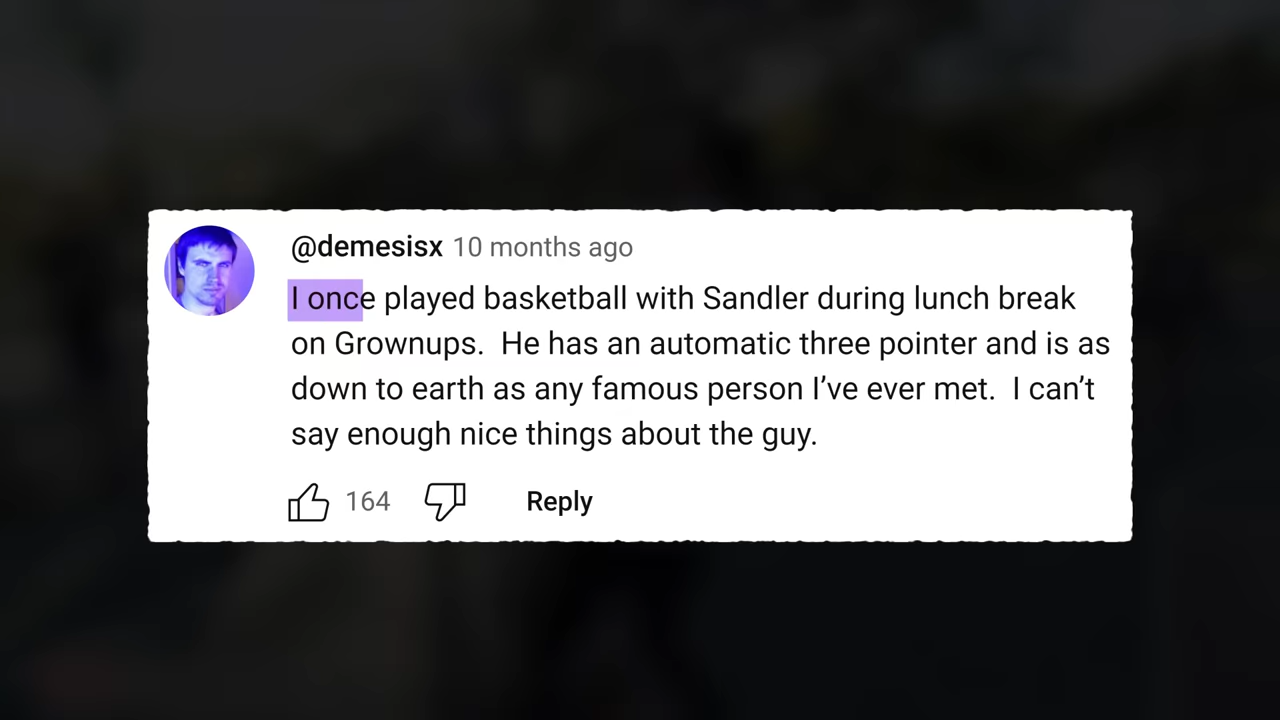 @demesisx 10 months ago
I once played basketball with Sandler during lunch break
on Grownups.  He has an automatic three pointer and is as
down to earth as any famous person I’ve ever met.  I can’t
say enough nice things about the guy.
164 Reply